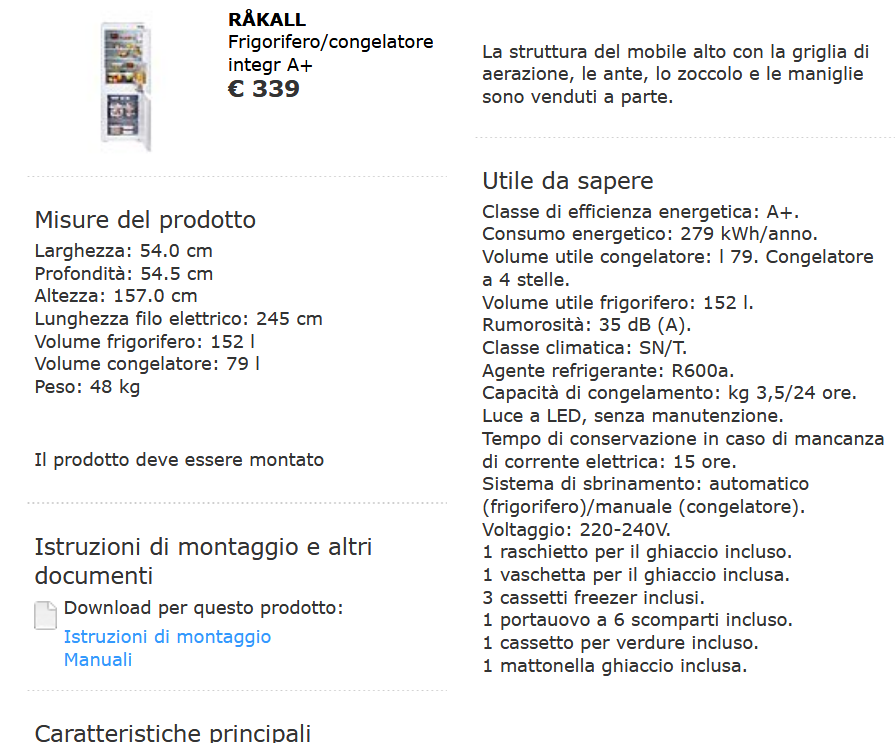 RÅKALL
Frigorifero/congelatore
integr A+
€ 339
Misure del prodotto
Larghezza: 54.0 cm
Profondità: 54.5 cm
Altezza: 157.0 cm
Lunghezza filo elettrico: 245 cm
Volume frigorifero: 152 l
Volume congelatore: 79 l
Peso: 48 kg
Il prodotto deve essere montato
Istruzioni di montaggio e altri
documenti
Download per questo prodotto:
Istruzioni di montaggio
Manuali
Caratteristiche principali
La struttura del mobile alto con la griglia di
aerazione, le ante, lo zoccolo e le maniglie
sono venduti a parte.
Utile da sapere
Classe di efficienza energetica: A+.
Consumo energetico: 279 kWh/anno.
Volume utile congelatore: l 79. Congelatore
a 4 stelle.
Volume utile frigorifero: 152 l.
Rumorosità: 35 dB (A).
Classe climatica: SN/T.
Agente refrigerante: R600a.
Capacità di congelamento: kg 3,5/24 ore.
Luce a LED, senza manutenzione.
Tempo di conservazione in caso di mancanza
di corrente elettrica: 15 ore.
Sistema di sbrinamento: automatico
(frigorifero)/manuale (congelatore).
Voltaggio: 220-240V.
1 raschietto per il ghiaccio incluso.
1 vaschetta per il ghiaccio inclusa.
3 cassetti freezer inclusi.
1 portauovo a 6 scomparti incluso.
1 cassetto per verdure incluso.
1 mattonella ghiaccio inclusa.